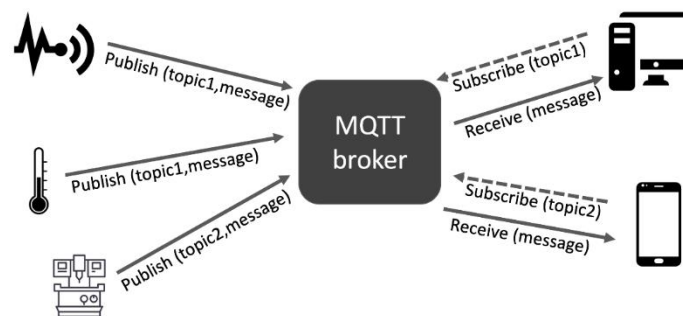 Publish (topic1,message)
Publish (topic1,message)
Publish (topic2,message)
MQTT
broker
Subscribe (topic1)
Receive (message)
Subscribe (topic2)
Receive (message)